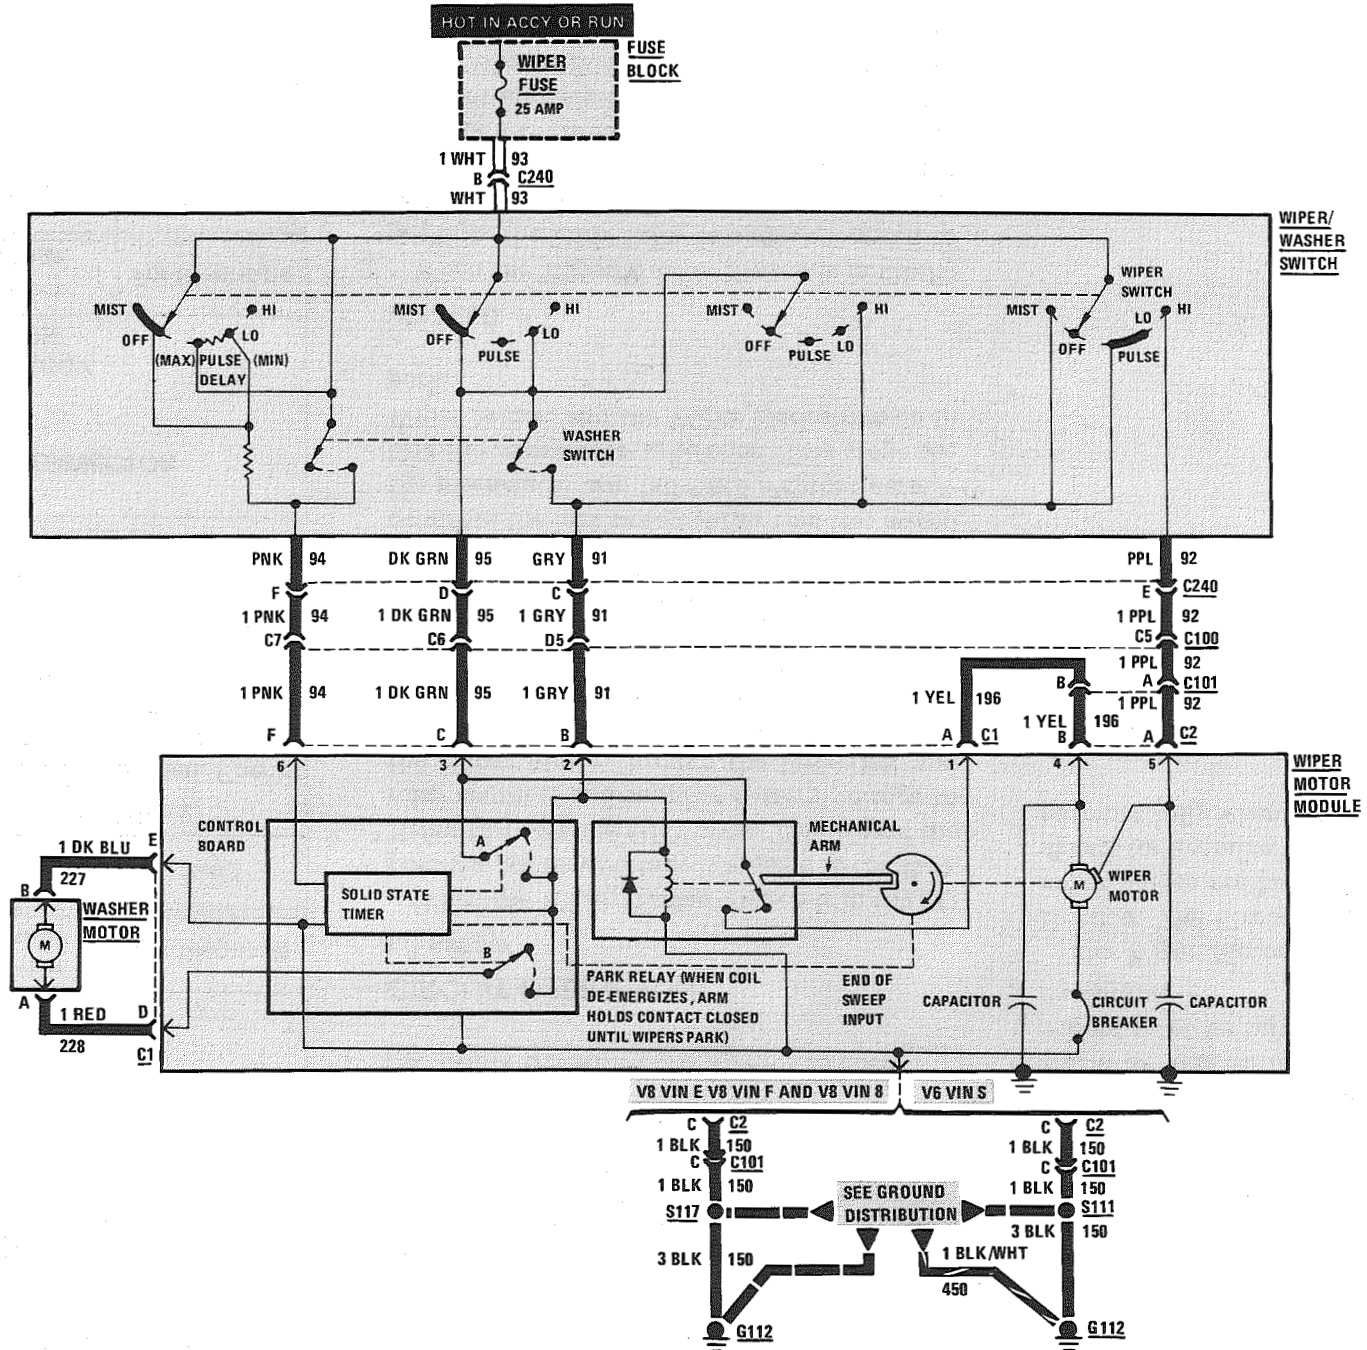 HOT IN ACCY OR RUN
WIPER
FUSE
25 AMP
FUSE
BLOCK
1 WHT 93
B C240
WHT 93
WIPER/
WASHER
SWITCH
MIST
OFF
HI
LO
(MAX) PULSE (MIN)
DELAY
MIST
OFF
HI
LO
PULSE
MIST
OFF
HI
LO
PULSE
WIPER
SWITCH
MIST
OFF
HI
LO
PULSE
WASHER
SWITCH
PNK 94
DK GRN 95
GRY 91
PPL 92
F D C E C240
1 PNK 94
1 DK GRN 95
1 GRY 91
1 PPL 92
C7 C6 D5 C5 C100
1 PPL 92
B A C101
1 PNK 94
1 DK GRN 95
1 GRY 91
1 YEL 196
1 PPL 92
1 YEL 196
F C B A C1 B A C2
6 3 2 1 4 5
WIPER
MOTOR
MODULE
CONTROL
BOARD
A
SOLID STATE
TIMER
B
MECHANICAL
ARM
M
WIPER
MOTOR
1 DK BLU
227
E
B
WASHER
MOTOR
M
A
1 RED
228
D
C1
PARK RELAY (WHEN COIL
DE-ENERGIZES, ARM
HOLDS CONTACT CLOSED
UNTIL WIPERS PARK)
END OF
SWEEP
INPUT
CAPACITOR
CIRCUIT
BREAKER
CAPACITOR
V8 VIN E V8 VIN F AND V8 VIN 8
V6 VIN S
C C2
1 BLK 150
C C101
1 BLK 150
S117
3 BLK 150
G112
SEE GROUND
DISTRIBUTION
1 BLK/WHT
450
C C2
1 BLK 150
C C101
1 BLK 150
S111
3 BLK 150
G112